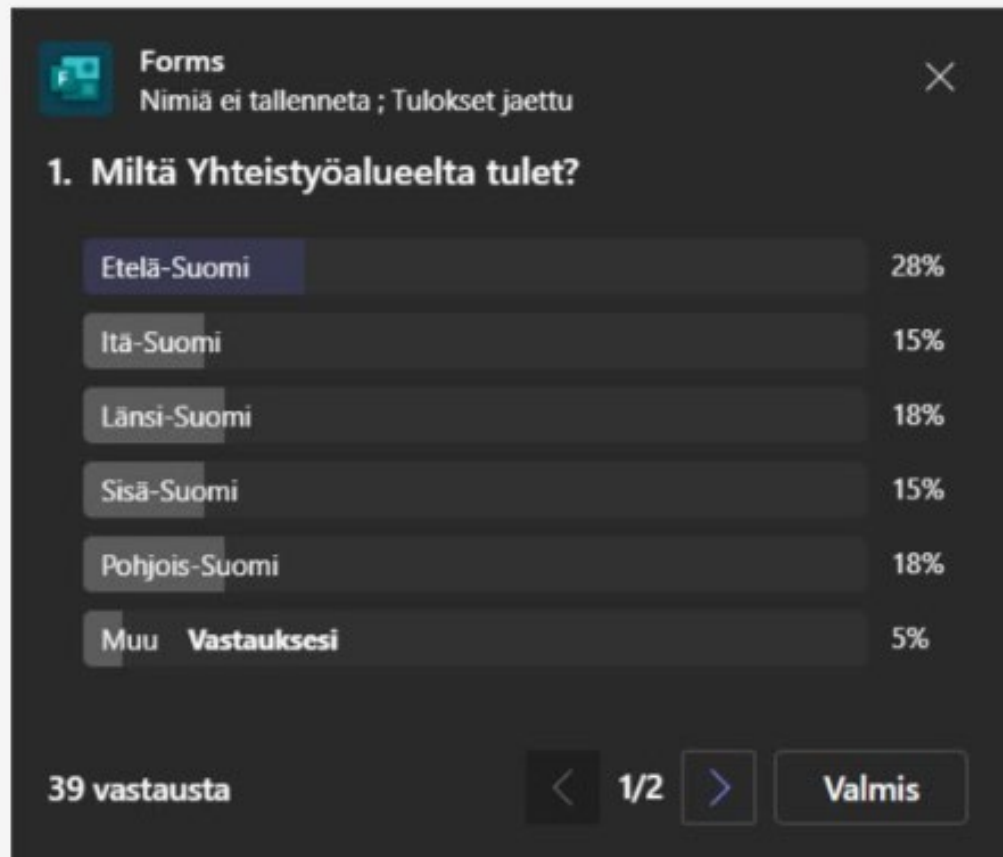 Forms
Nimiä ei tallenneta ; Tulokset jaettu
1. Miltä Yhteistyöalueelta tulet?
Etelä-Suomi 28%
Itä-Suomi 15%
Länsi-Suomi 18%
Sisä-Suomi 15%
Pohjois-Suomi 18%
Muu Vastauksesi 5%
39 vastausta 1/2 Valmis